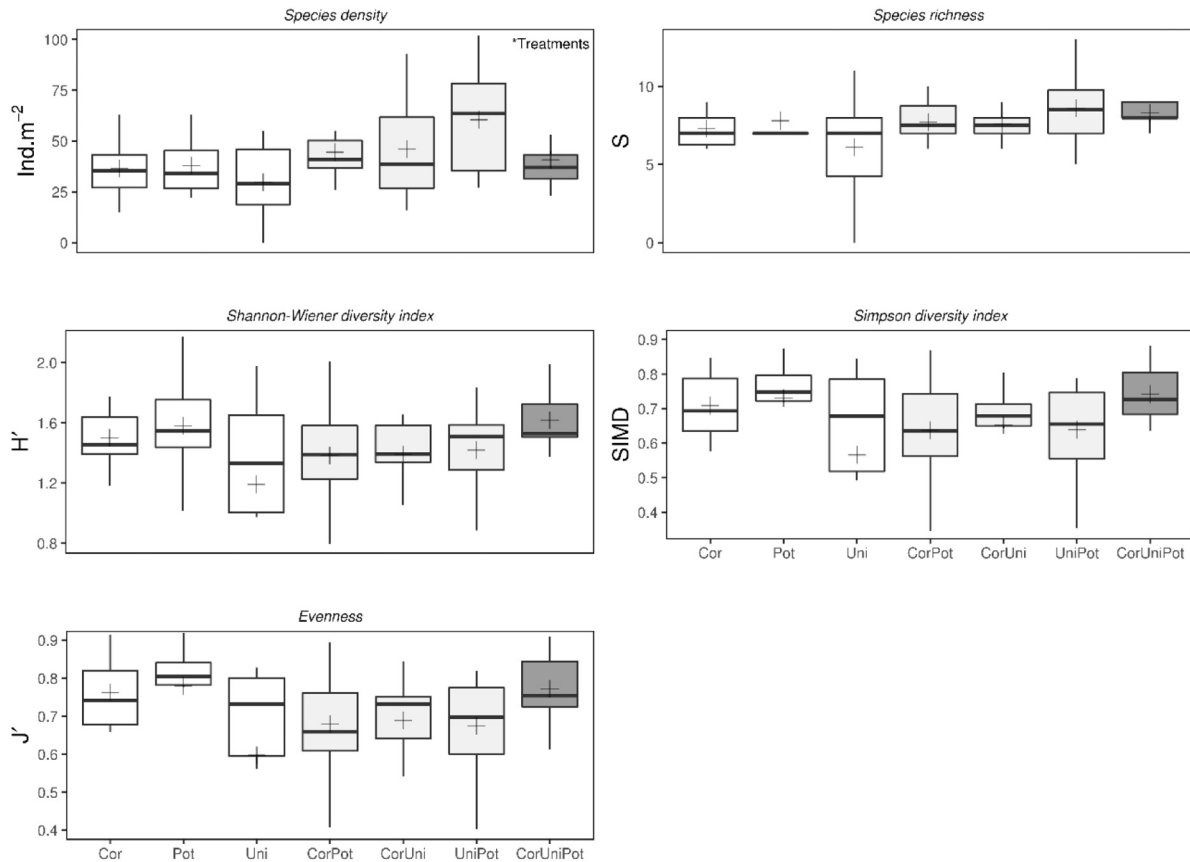 Species density
*Treatments
Ind.m⁻²
100
75
50
25
0
Species richness
S
10
5
0
Shannon-Wiener diversity index
H′
2.0
1.6
1.2
0.8
Simpson diversity index
SIMD
0.9
0.8
0.7
0.6
0.5
0.4
Cor Pot Uni CorPot CorUni UniPot CorUniPot
Evenness
J′
0.9
0.8
0.7
0.6
0.5
0.4
Cor Pot Uni CorPot CorUni UniPot CorUniPot